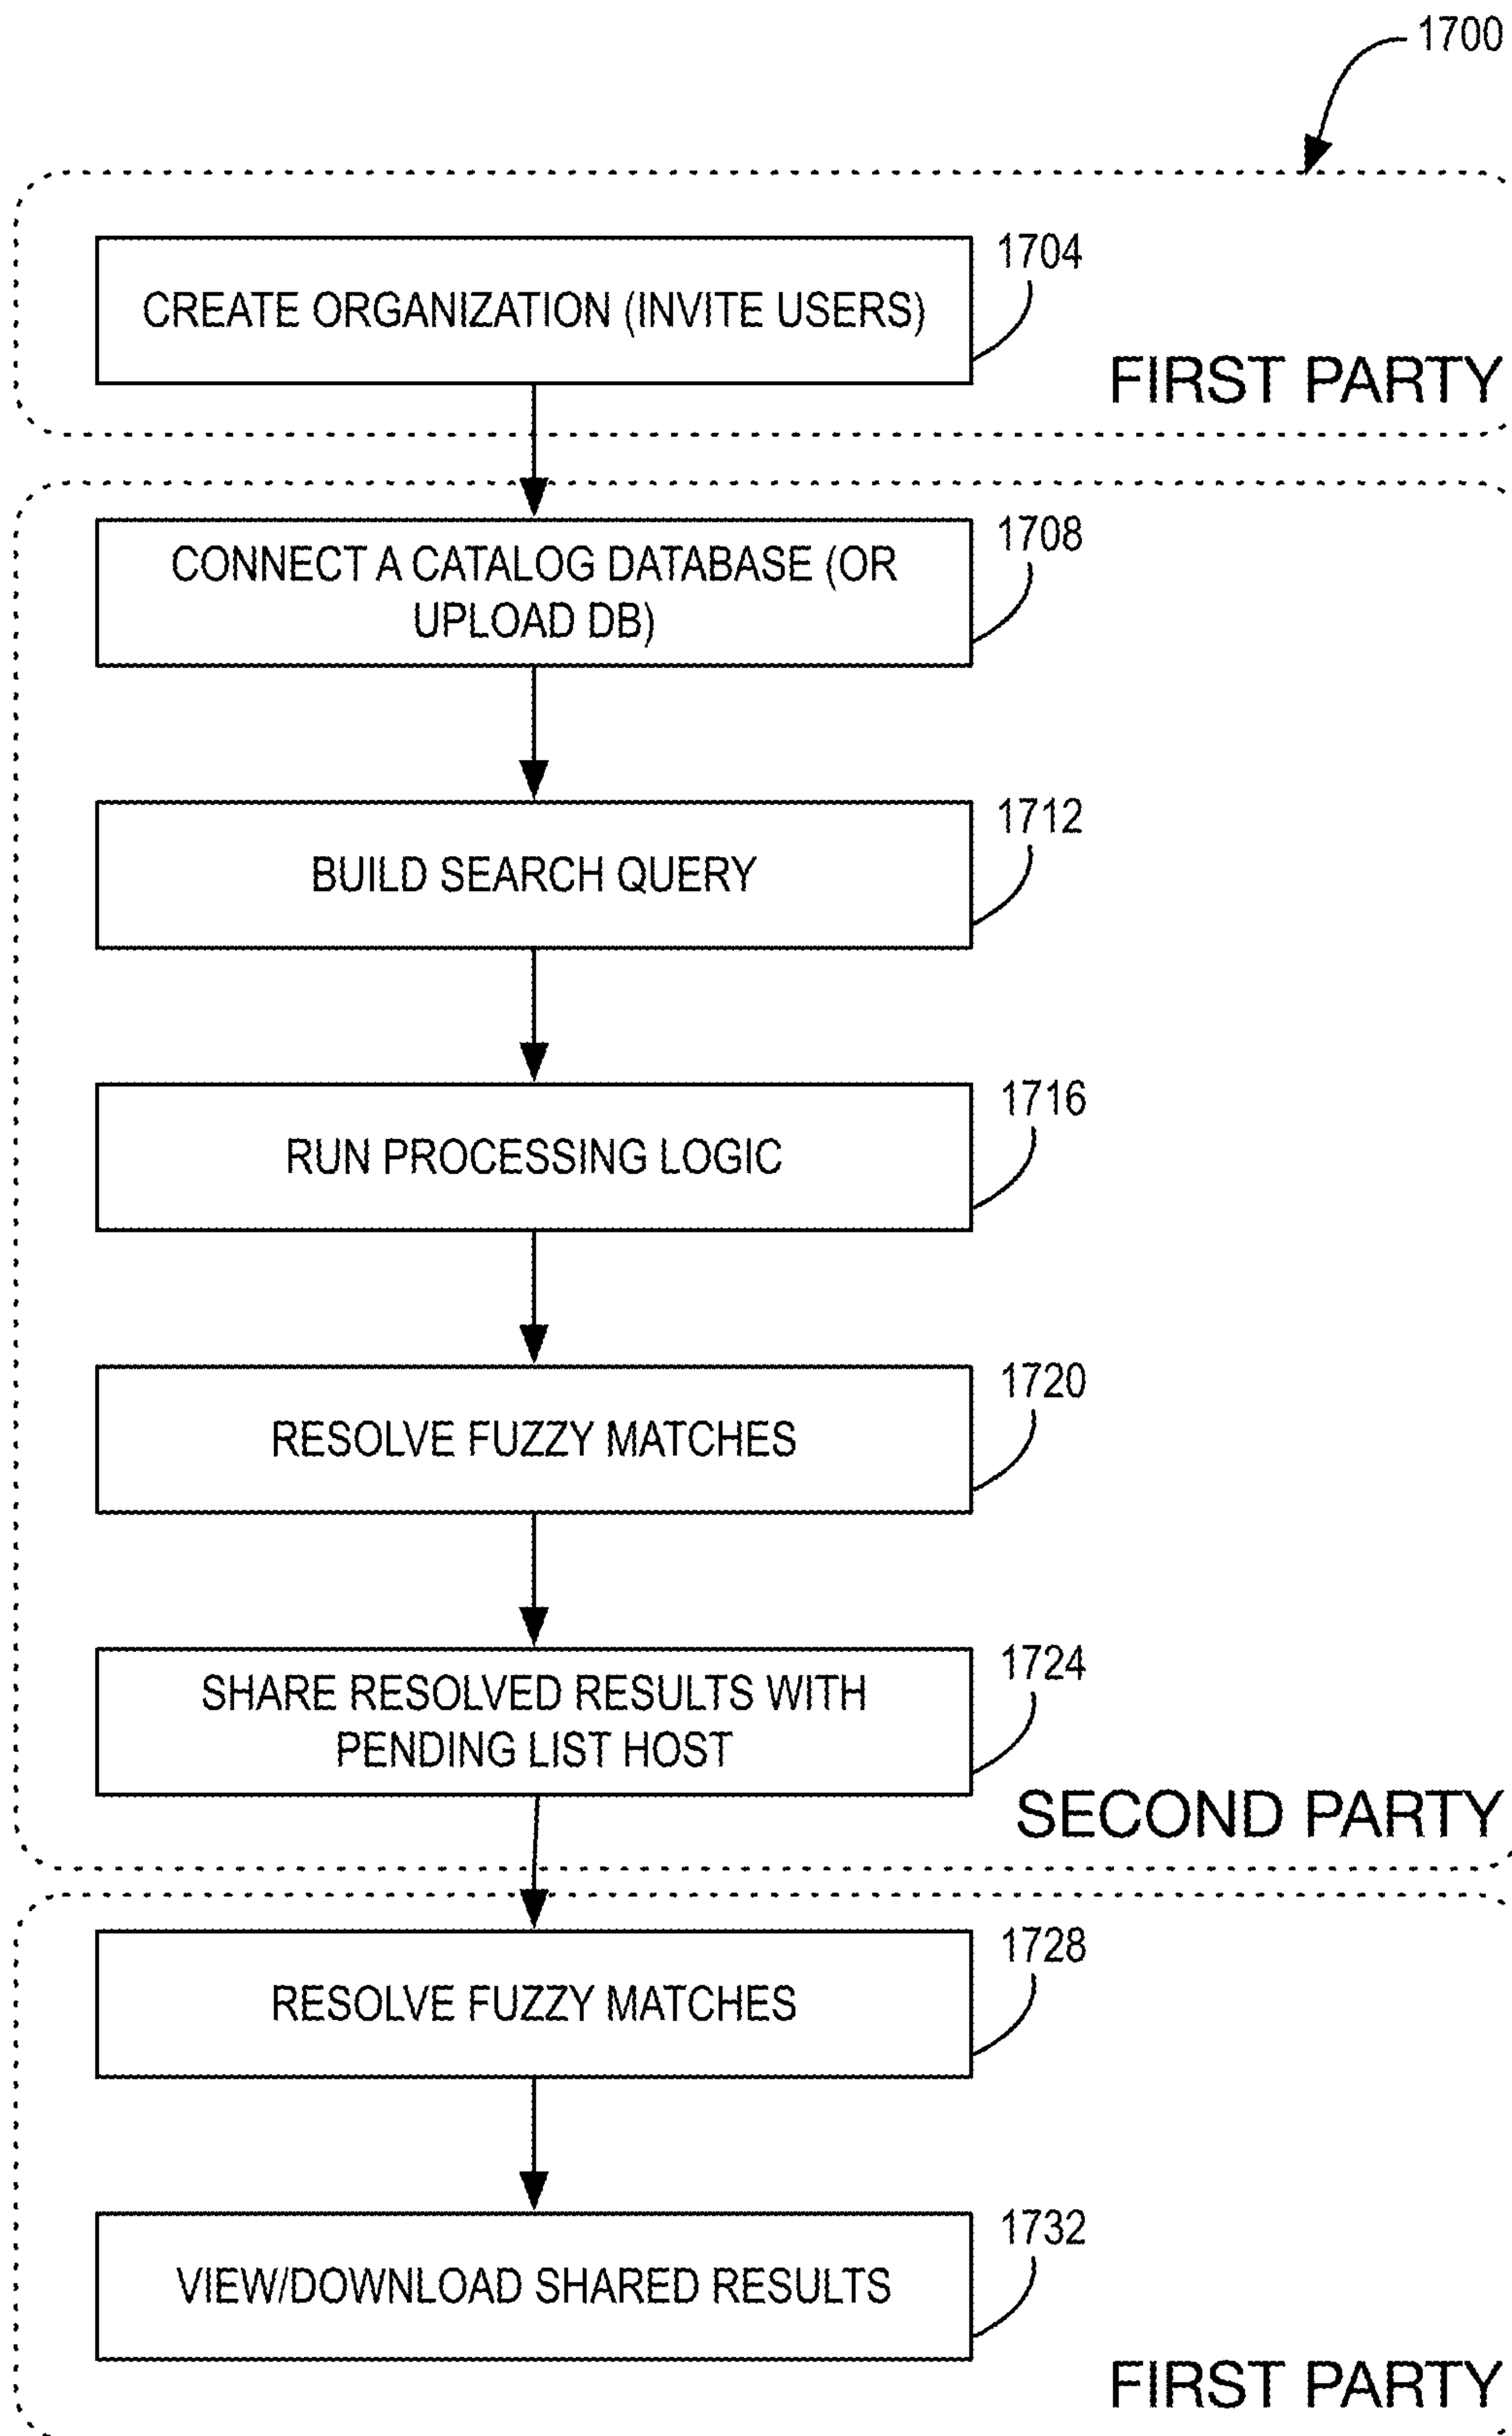 1700
1704
CREATE ORGANIZATION (INVITE USERS)
FIRST PARTY
1708
CONNECT A CATALOG DATABASE (OR
UPLOAD DB)
1712
BUILD SEARCH QUERY
1716
RUN PROCESSING LOGIC
1720
RESOLVE FUZZY MATCHES
1724
SHARE RESOLVED RESULTS WITH
PENDING LIST HOST
SECOND PARTY
1728
RESOLVE FUZZY MATCHES
1732
VIEW/DOWNLOAD SHARED RESULTS
FIRST PARTY